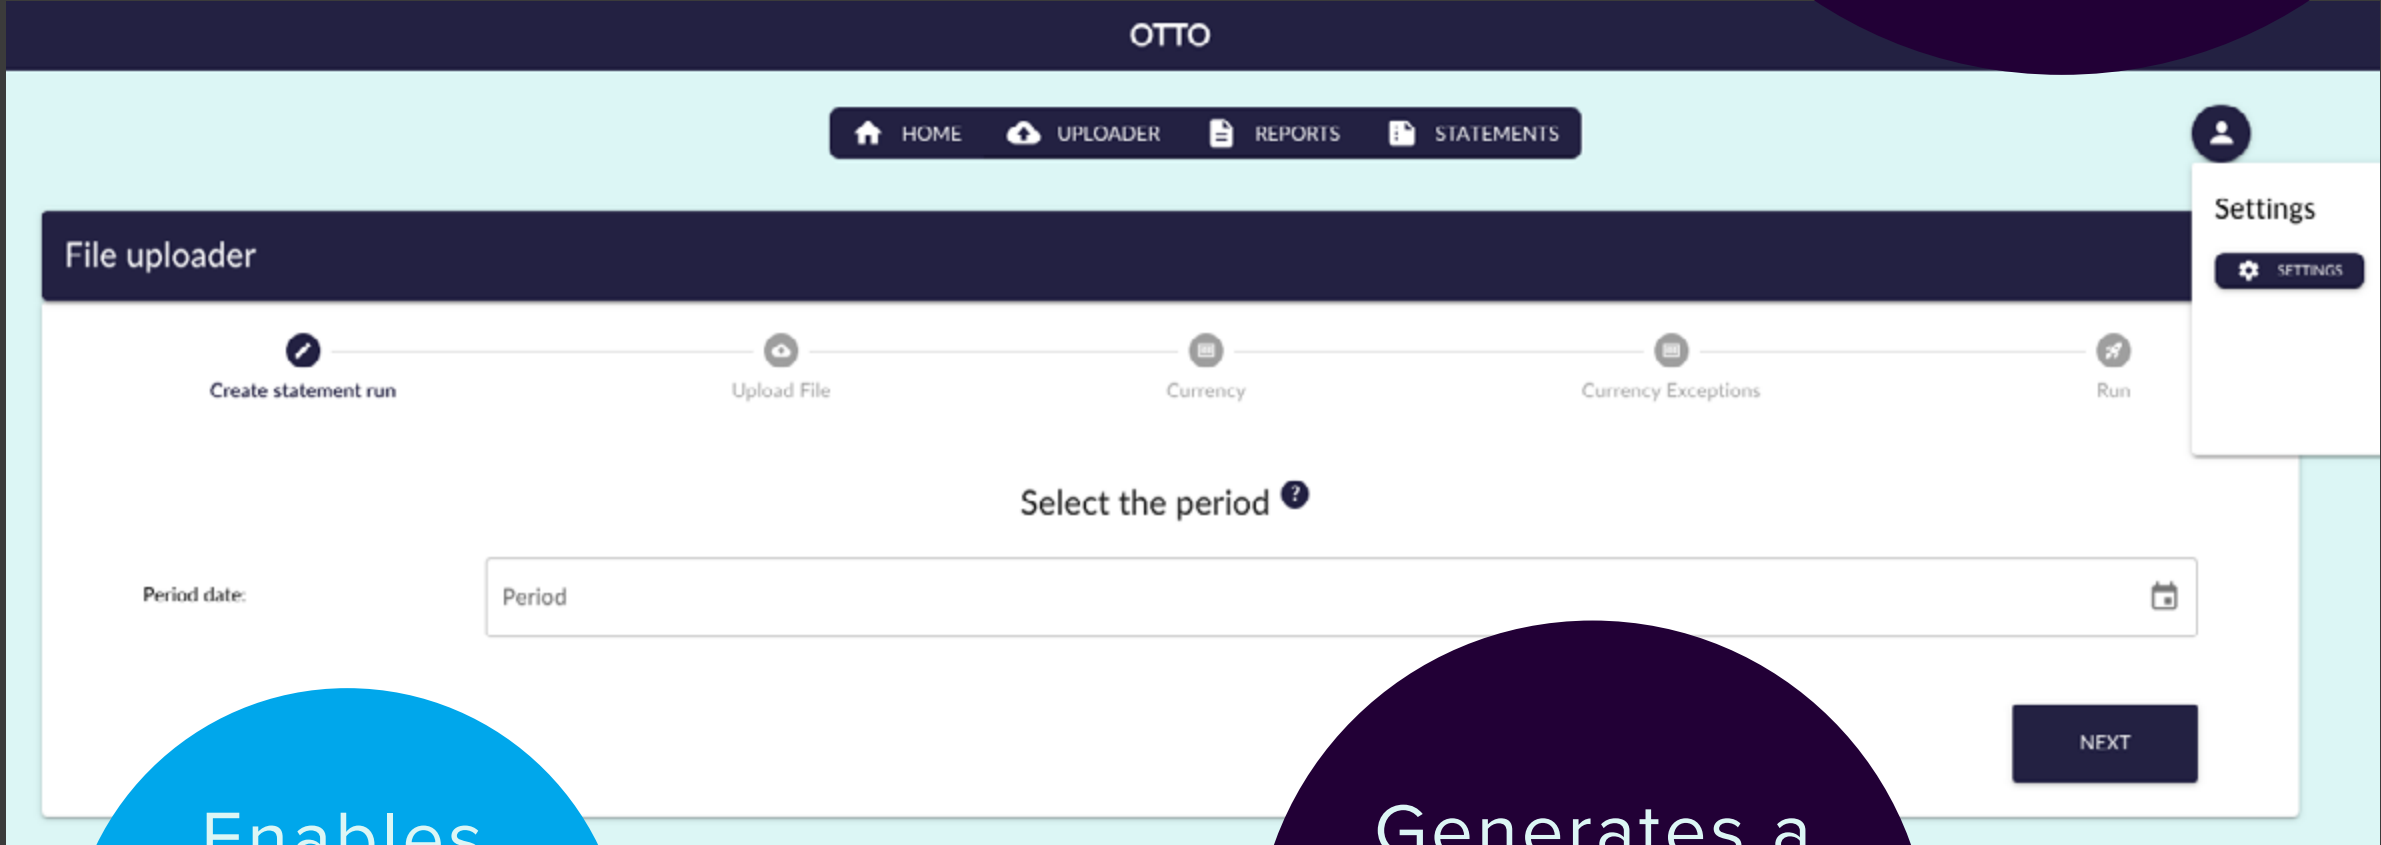 OTTO
HOME UPLOADER REPORTS STATEMENTS
Settings
SETTINGS
File uploader
Create statement run Upload File Currency Currency Exceptions Run
Select the period ?
Period date: Period
NEXT
Enables
Generates a